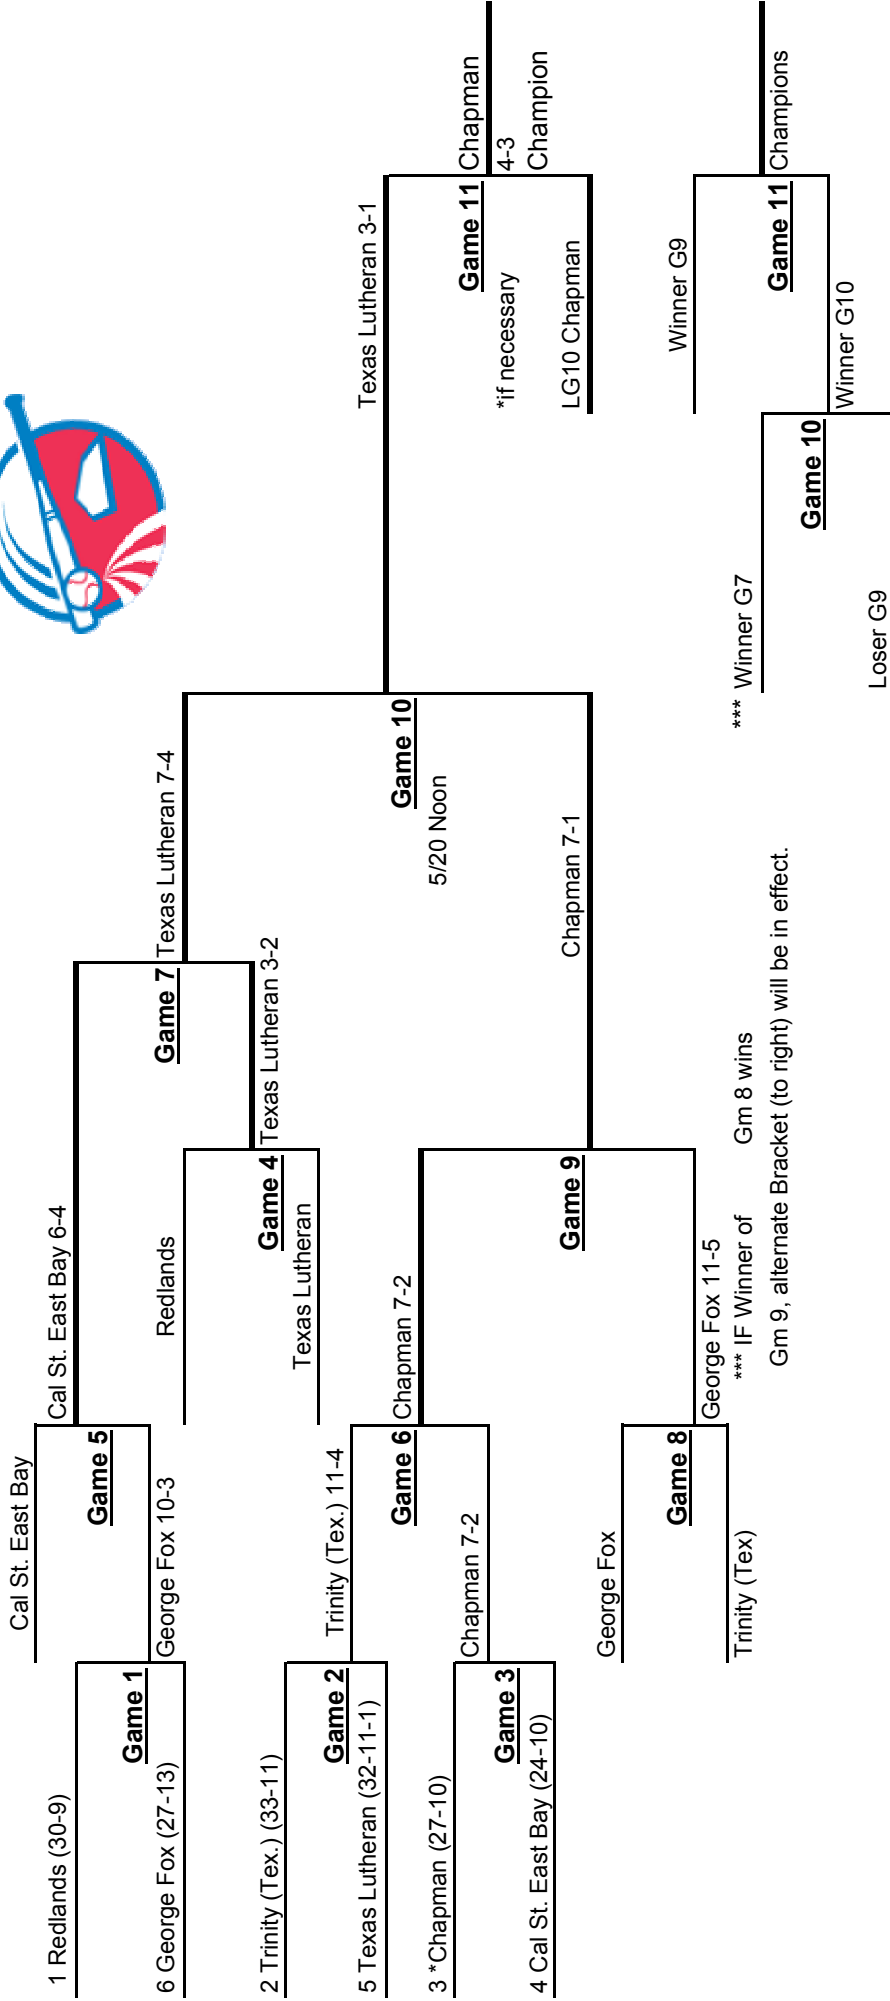 1 Redlands (30-9)
Game 1
6 George Fox (27-13)
2 Trinity (Tex.) (33-11)
Game 2
5 Texas Lutheran (32-11-1)
3 *Chapman (27-10)
Game 3
4 Cal St. East Bay (24-10)
Cal St. East Bay
Game 5
George Fox 10-3
Trinity (Tex.) 11-4
Game 6
Chapman 7-2
George Fox
Game 8
Trinity (Tex)
Cal St. East Bay 6-4
Redlands
Game 4
Texas Lutheran
Chapman 7-2
Game 9
George Fox 11-5
*** IF Winner of Gm 8 wins
Gm 9, alternate Bracket (to right) will be in effect.
Game 7
Texas Lutheran 3-2
Texas Lutheran 7-4
Game 10
5/20 Noon
Chapman 7-1
Texas Lutheran 3-1
Game 11
*if necessary
LG10 Chapman
Chapman
4-3
Champion
*** Winner G7
Game 10
Loser G9
Winner G9
Game 11
Winner G10
Champions